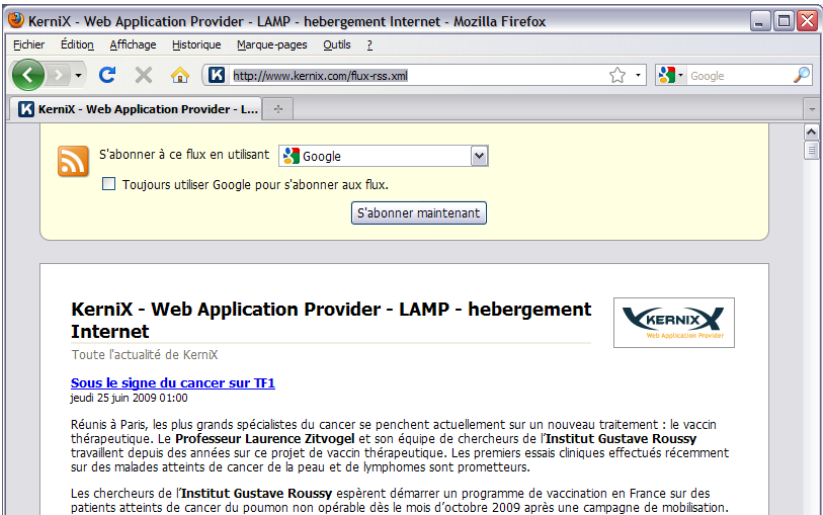 KerniX - Web Application Provider - LAMP - hebergement Internet - Mozilla Firefox
Fichier Édition Affichage Historique Marque-pages Outils ?
K http://www.kernix.com/flux-rss.xml Google
K KerniX - Web Application Provider - L...
S'abonner à ce flux en utilisant Google
Toujours utiliser Google pour s'abonner aux flux.
S'abonner maintenant
KerniX - Web Application Provider - LAMP - hebergement
Internet
KERNIX
Web Application Provider
Toute l'actualité de KerniX
Sous le signe du cancer sur TF1
jeudi 25 juin 2009 01:00
Réunis à Paris, les plus grands spécialistes du cancer se penchent actuellement sur un nouveau traitement : le vaccin
thérapeutique. Le Professeur Laurence Zitvogel et son équipe de chercheurs de l'Institut Gustave Roussy
travaillent depuis des années sur ce projet de vaccin thérapeutique. Les premiers essais cliniques effectués récemment
sur des malades atteints de cancer de la peau et de lymphomes sont prometteurs.
Les chercheurs de l'Institut Gustave Roussy espèrent démarrer un programme de vaccination en France sur des
patients atteints de cancer du poumon non opérable dès le mois d'octobre 2009 après une campagne de mobilisation.